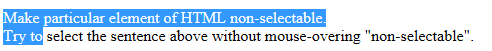 Make particular element of HTML non-selectable.
Try to select the sentence above without mouse-overing "non-selectable".